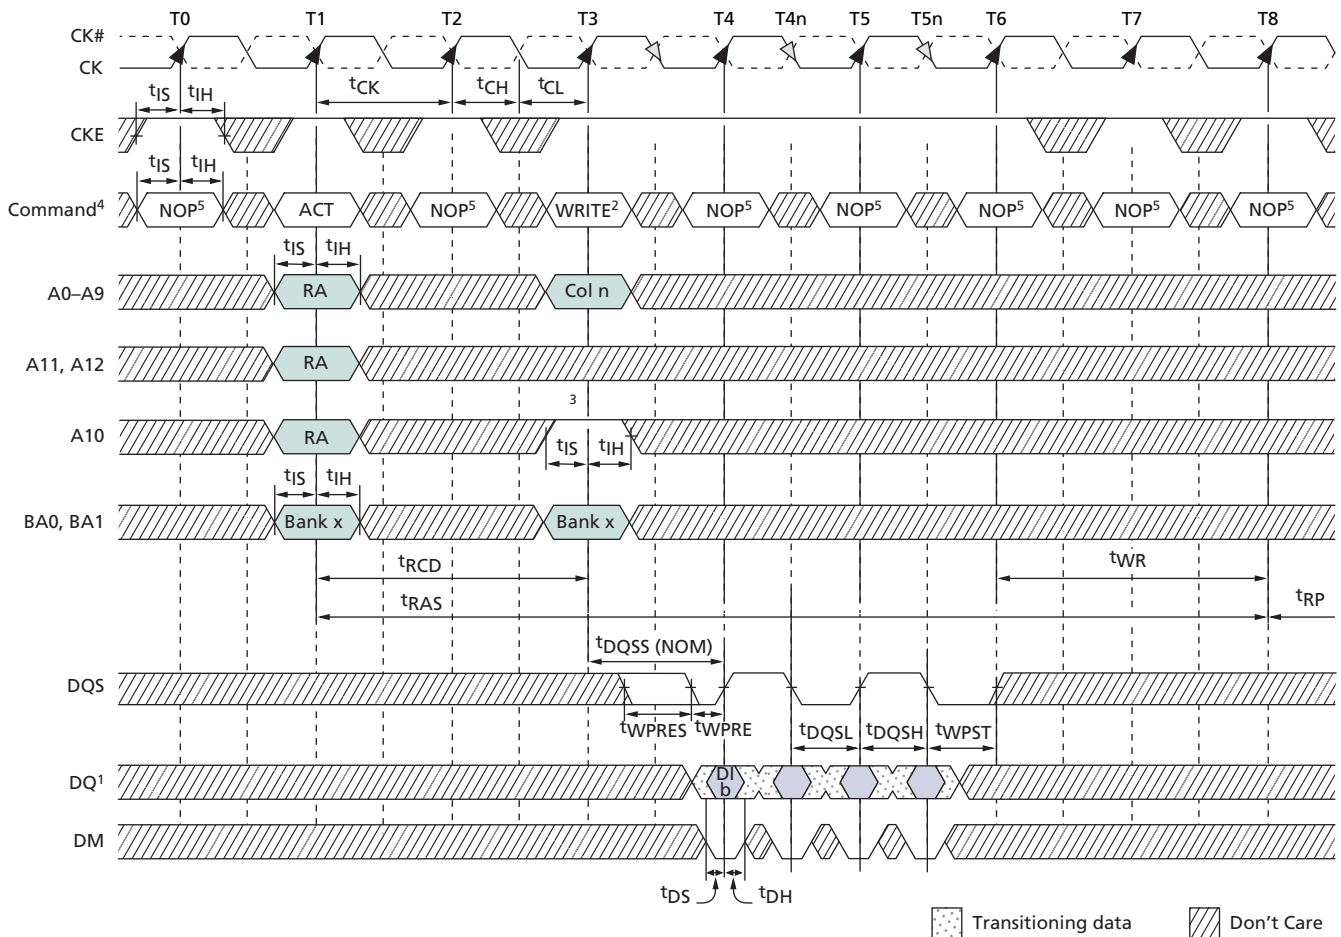 T0 T1 T2 T3 T4 T4n T5 T5n T6 T7 T8
CK#
CK
tCK tCH tCL
tIS tIH
CKE
tIS tIH
Command4 NOP5 ACT NOP5 WRITE2 NOP5 NOP5 NOP5 NOP5 NOP5
tIS tIH
A0–A9 RA Col n
A11, A12 RA
3
A10 RA
tIS tIH
tIS tIH
BA0, BA1 Bank x Bank x
tRCD tWR
tRAS tRP
tDQSS (NOM)
DQS
tWPRES tWPRE tDQSL tDQSH tWPST
DQ1 DI
b
DM
tDS tDH
Transitioning data Don't Care